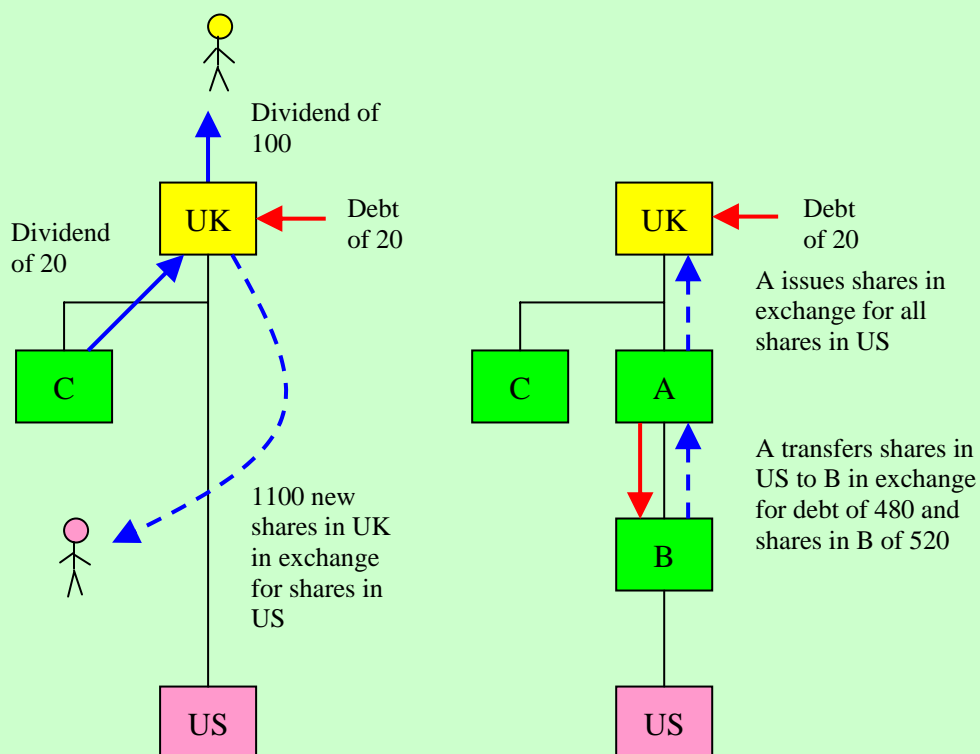 Dividend of
100
UK
Debt
of 20
Dividend
of 20
C
1100 new
shares in UK
in exchange
for shares in
US
US
UK
Debt
of 20
A issues shares in
exchange for all
shares in US
C
A
A transfers shares in
US to B in exchange
for debt of 480 and
shares in B of 520
B
US